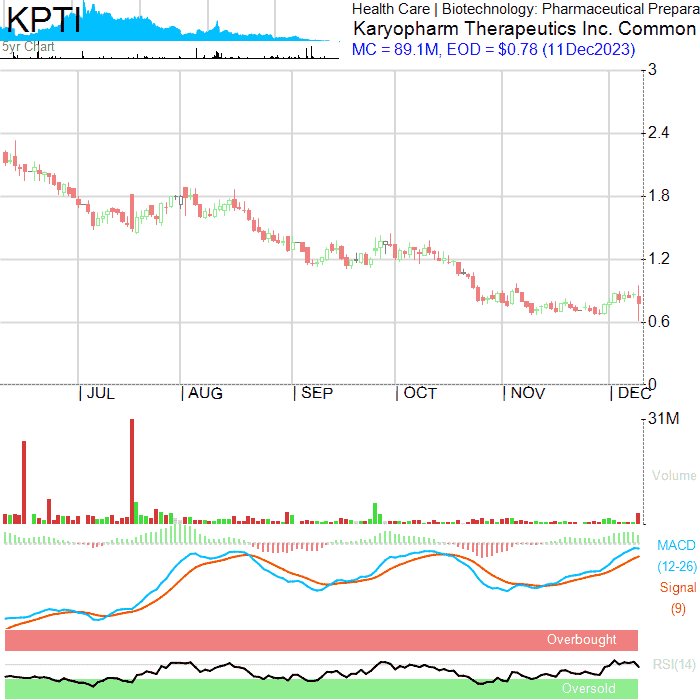 KPTI
5yr Chart
Health Care | Biotechnology: Pharmaceutical Prepara
Karyopharm Therapeutics Inc. Common
MC = 89.1M, EOD = $0.78 (11Dec2023)
3
2.4
1.8
1.2
0.6
0
JUL
AUG
SEP
OCT
NOV
DEC
31M
Volume
MACD
(12-26)
Signal
(9)
Overbought
RSI(14)
Oversold